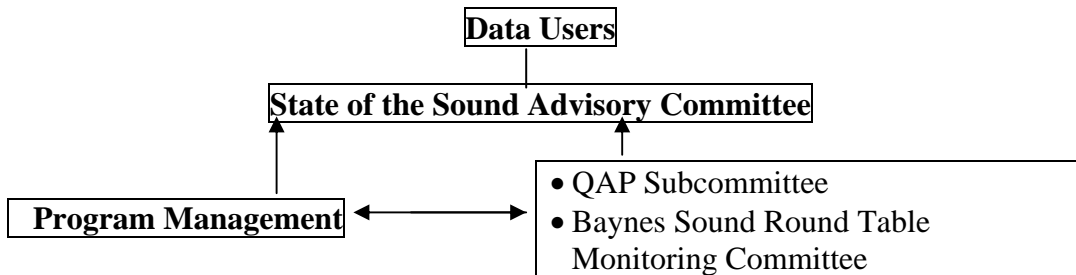 Data Users
State of the Sound Advisory Committee
Program Management
• QAP Subcommittee
• Baynes Sound Round Table
Monitoring Committee